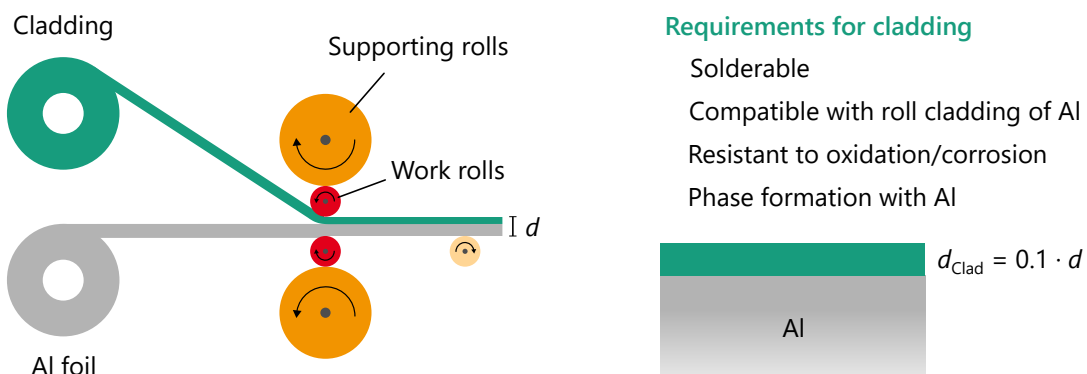 Cladding
Supporting rolls
Work rolls
d
Al foil
Requirements for cladding
Solderable
Compatible with roll cladding of Al
Resistant to oxidation/corrosion
Phase formation with Al
d_Clad = 0.1 · d
Al